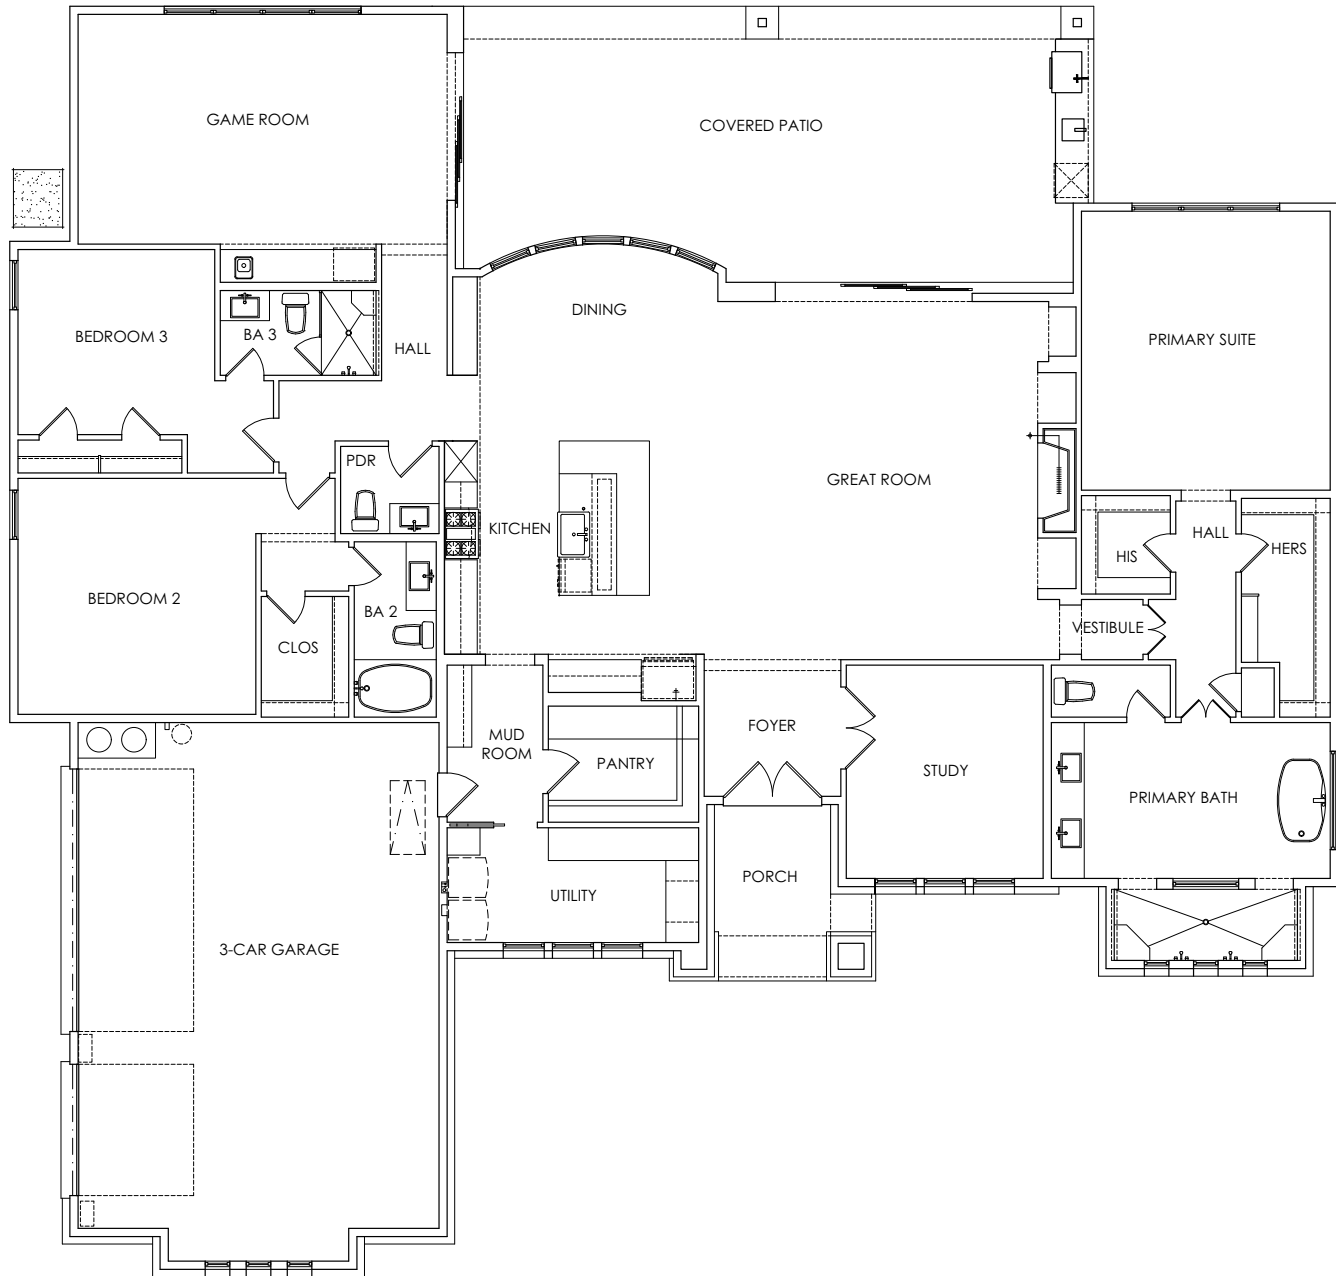 GAME ROOM
COVERED PATIO
DINING
BEDROOM 3
BA 3
HALL
PRIMARY SUITE
PDR
GREAT ROOM
KITCHEN
HALL
HIS
HERS
BEDROOM 2
BA 2
CLOS
VESTIBULE
FOYER
MUD
ROOM
PANTRY
STUDY
PRIMARY BATH
PORCH
UTILITY
3-CAR GARAGE